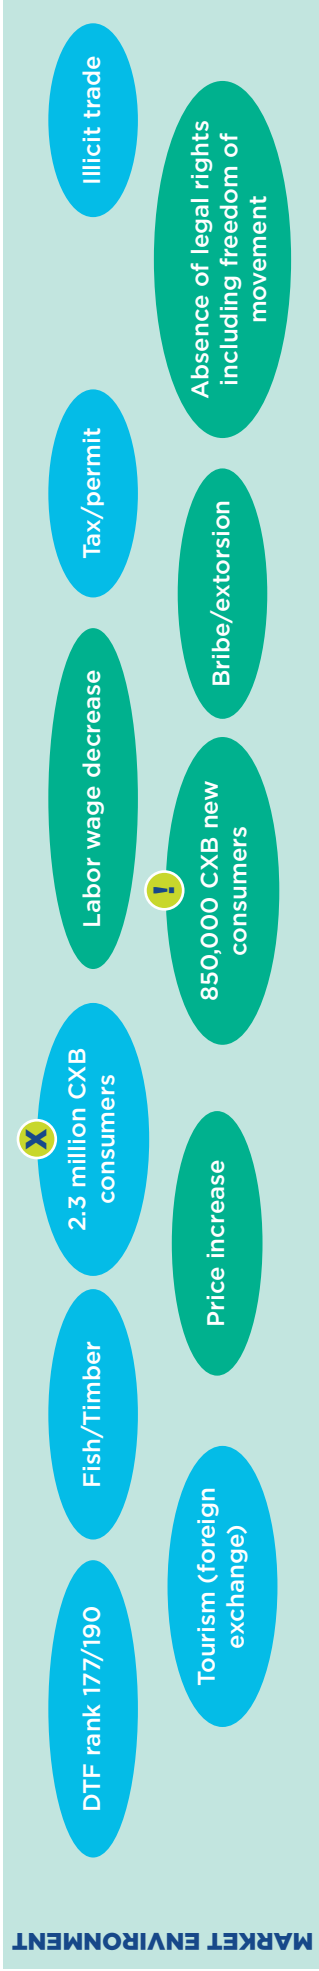 MARKET ENVIRONMENT
DTF rank 177/190
Fish/Timber
X
2.3 million CXB
consumers
Labor wage decrease
Tax/permit
Illicit trade
Tourism (foreign
exchange)
Price increase
!
850,000 CXB new
consumers
Bribe/extorsion
Absence of legal rights
including freedom of
movement